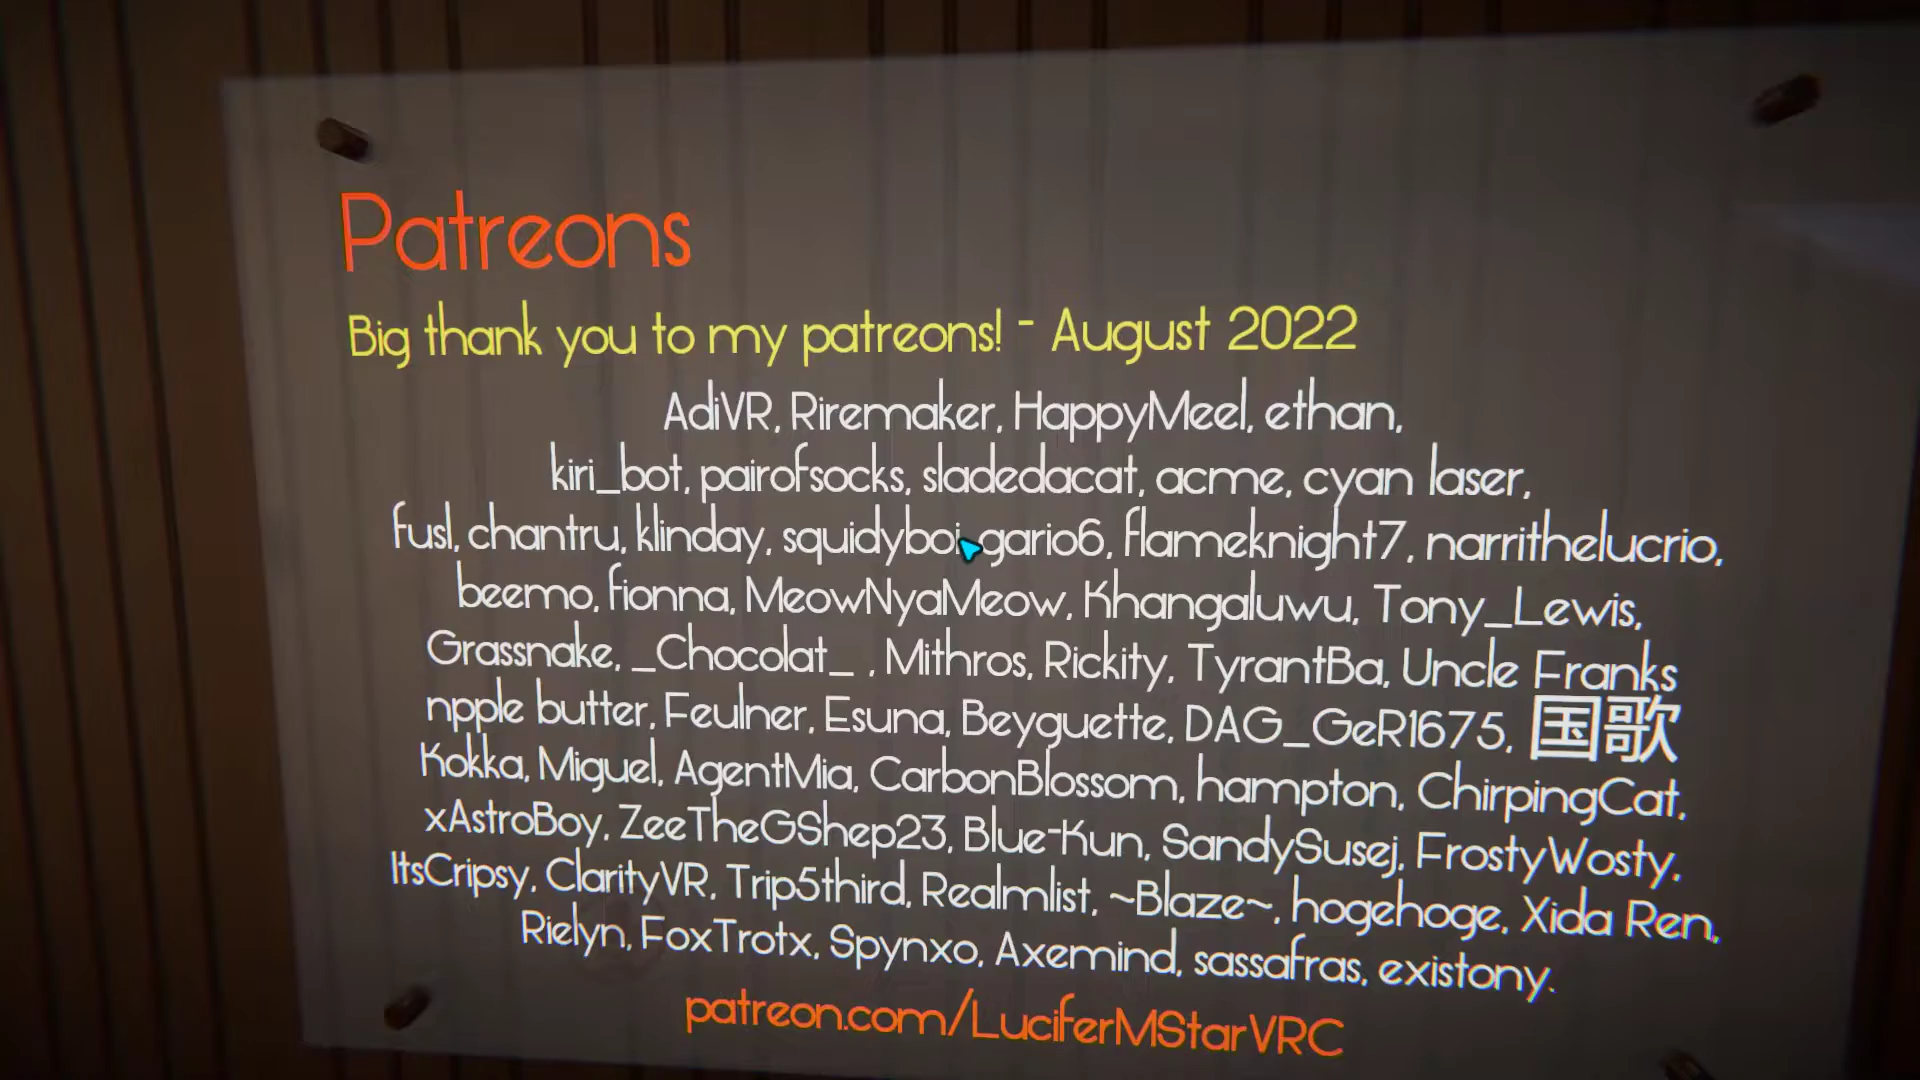 Patreons
Big thank you to my patreons! - August 2022
AdiVR, Riremaker, HappyMeel, ethan,
kiri_bot, pairofsocks, sladedacat, acme, cyan laser,
fusl, chantru, klinday, squidyboi gario6, flameknight7, narrithelucrio,
beemo, fionna, MeowNyaMeow, Khangaluwu, Tony_Lewis,
Grassnake, _Chocolat_ , Mithros, Rickity, TyrantBa, Uncle Franks
npple butter, Feulner, Esuna, Beyguette, DAG_GeR1675, 国歌
Kokka, Miguel, AgentMia, CarbonBlossom, hampton, ChirpingCat,
xAstroBoy, ZeeTheGShep23, Blue-Kun, SandySusej, FrostyWosty,
ItsCripsy, ClarityVR, Trip5third, Realmlist, ~Blaze~, hogehoge, Xida Ren,
Rielyn, FoxTrotx, Spynxo, Axemind, sassafras, existony.
patreon.com/LuciferMStarVRC